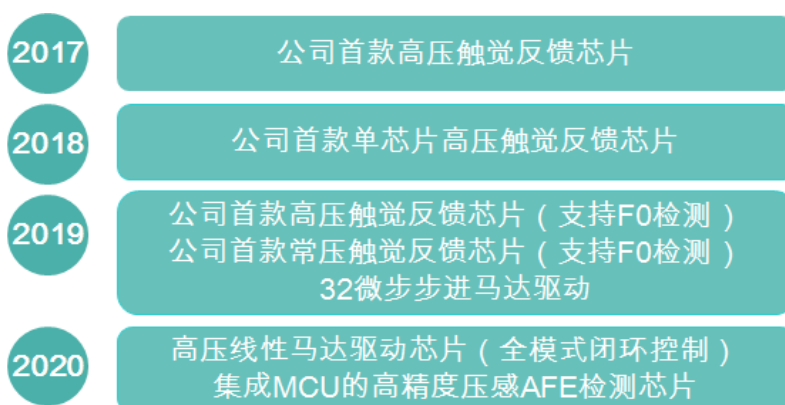 2017
公司首款高压触觉反馈芯片
2018
公司首款单芯片高压触觉反馈芯片
2019
公司首款高压触觉反馈芯片（支持F0检测）
公司首款常压触觉反馈芯片（支持F0检测）
32微步步进马达驱动
2020
高压线性马达驱动芯片（全模式闭环控制）
集成MCU的高精度压感AFE检测芯片